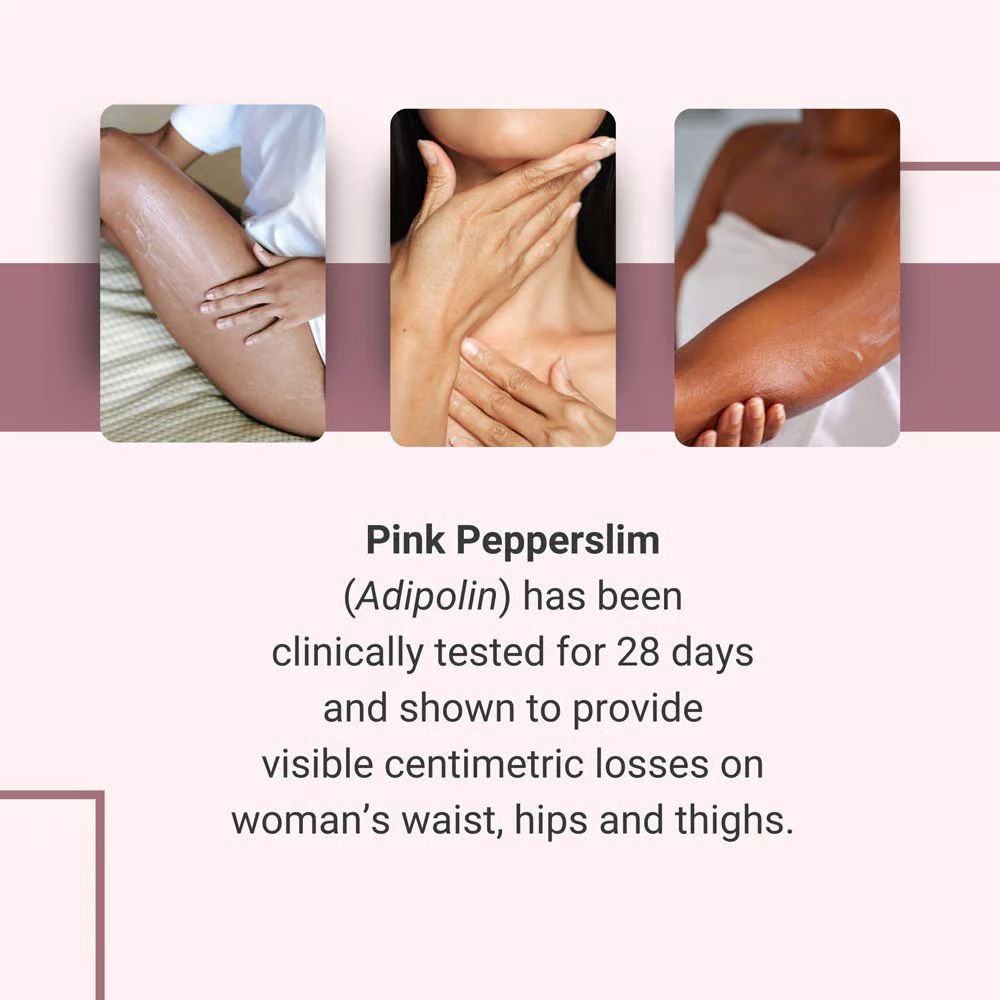 Pink Pepperslim
(Adipolin) has been
clinically tested for 28 days
and shown to provide
visible centimetric losses on
woman’s waist, hips and thighs.